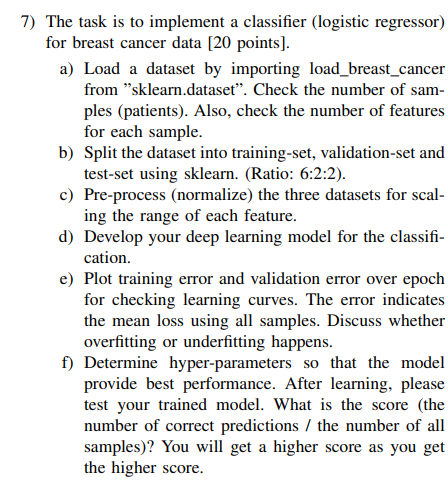 7) The task is to implement a classifier (logistic regressor)
for breast cancer data [20 points].
a) Load a dataset by importing load_breast_cancer
from ”sklearn.dataset”. Check the number of sam-
ples (patients). Also, check the number of features
for each sample.
b) Split the dataset into training-set, validation-set and
test-set using sklearn. (Ratio: 6:2:2).
c) Pre-process (normalize) the three datasets for scal-
ing the range of each feature.
d) Develop your deep learning model for the classifi-
cation.
e) Plot training error and validation error over epoch
for checking learning curves. The error indicates
the mean loss using all samples. Discuss whether
overfitting or underfitting happens.
f) Determine hyper-parameters so that the model
provide best performance. After learning, please
test your trained model. What is the score (the
number of correct predictions / the number of all
samples)? You will get a higher score as you get
the higher score.